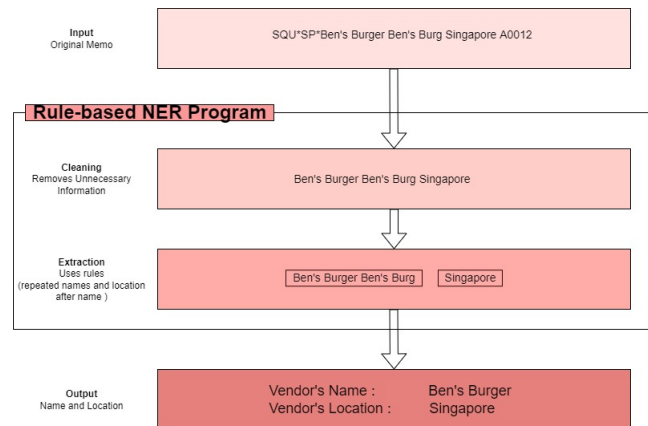 Input
Original Memo
SQU*SP*Ben's Burger Ben's Burg Singapore A0012
Rule-based NER Program
Cleaning
Removes Unnecessary
Information
Ben's Burger Ben's Burg Singapore
Extraction
Uses rules
(repeated names and location
after name )
Ben's Burger Ben's Burg Singapore
Output
Name and Location
Vendor's Name : Ben's Burger
Vendor's Location : Singapore